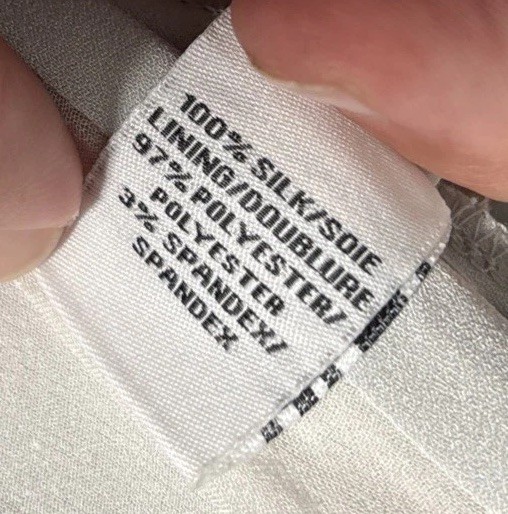 100% SILK/SOIE
LINING/DOUBLURE
97% POLYESTER/
POLYESTER
3% SPANDEX/
SPANDEX